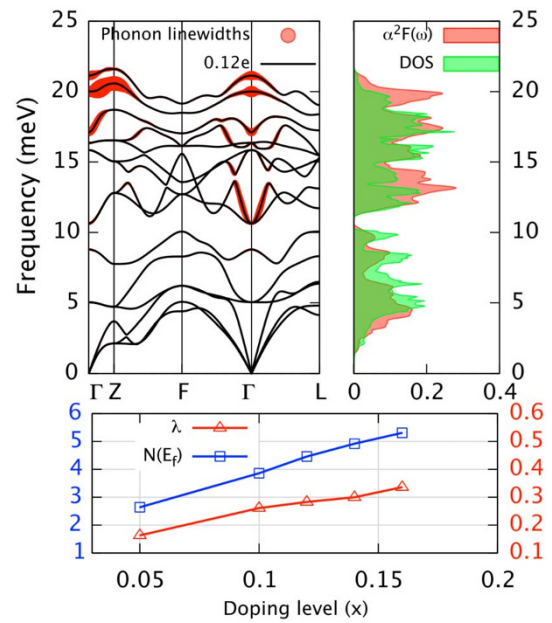 25
20
15
10
5
0
Frequency (meV)
Phonon linewidths
0.12e
Γ Z F Γ L
α²F(ω)
DOS
25
20
15
10
5
0
0 0.2 0.4
6
5
4
3
2
1
λ
N(E_f)
0.6
0.5
0.4
0.3
0.2
0.1
0.05 0.1 0.15 0.2
Doping level (x)